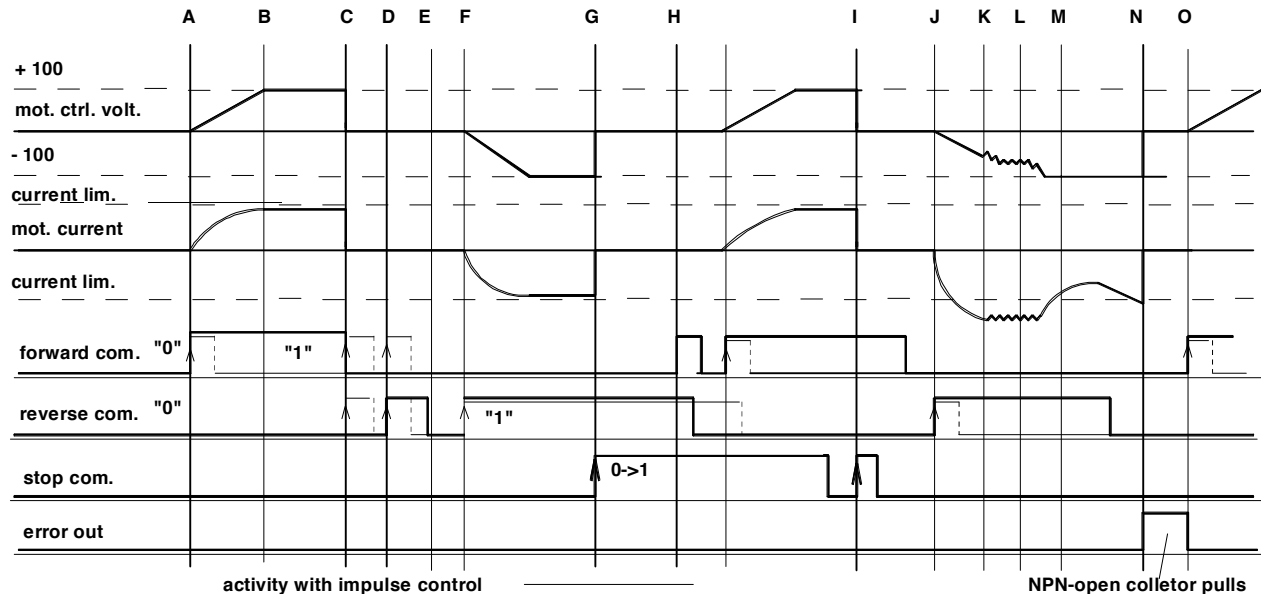 A B C D E F G H I J K L M N O
+ 100
mot. ctrl. volt.
- 100
current lim.
mot. current
current lim.
forward com. "0" "1"
reverse com. "0" "1"
stop com. 0->1
error out
activity with impulse control NPN-open colletor pulls